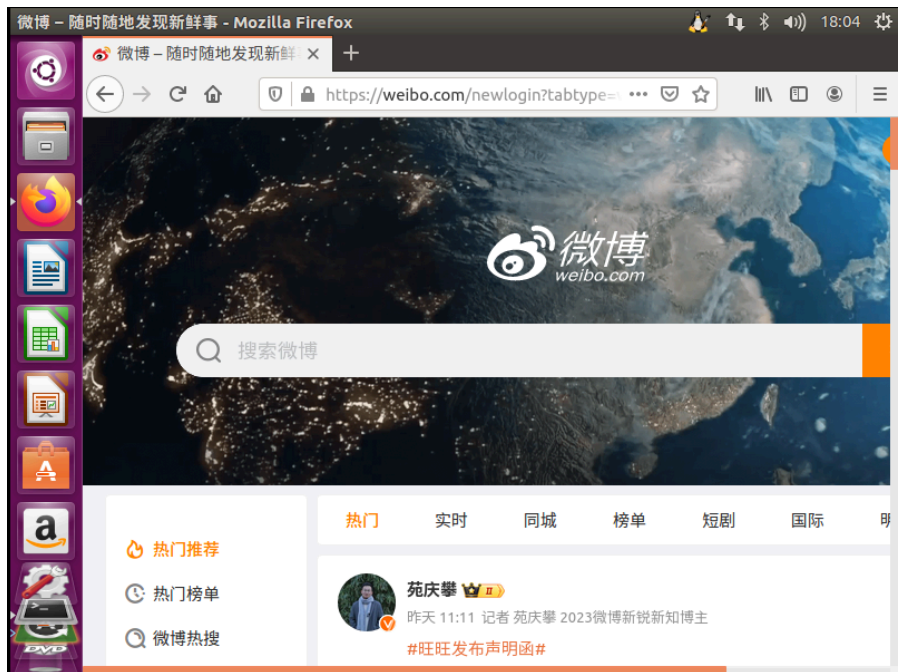 微博 – 随时随地发现新鲜事 - Mozilla Firefox
18:04
微博 – 随时随地发现新鲜
https://weibo.com/newlogin?tabtype=
微博
weibo.com
搜索微博
热门 实时 同城 榜单 短剧 国际 明
热门推荐
热门榜单
微博热搜
苑庆攀 II
昨天 11:11 记者 苑庆攀 2023微博新锐新知博主
#旺旺发布声明函#
a
A
DVD